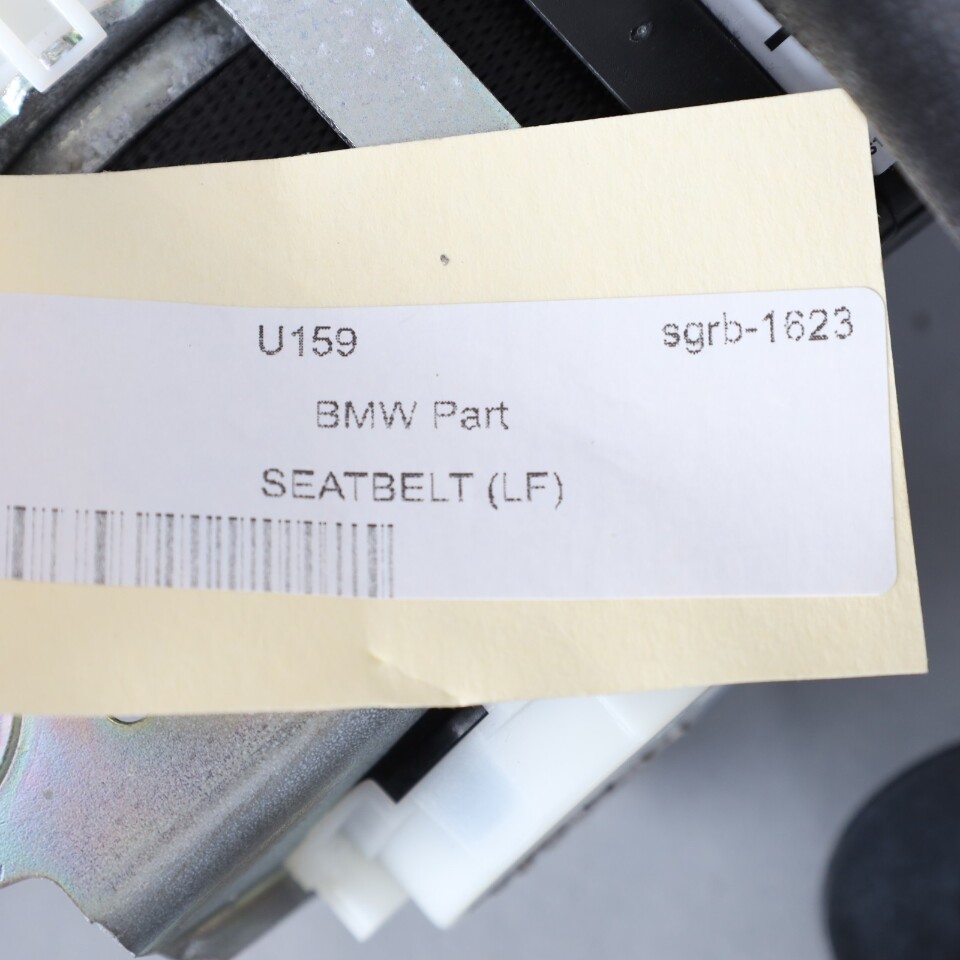 U159 sgrb-1623
BMW Part
SEATBELT (LF)